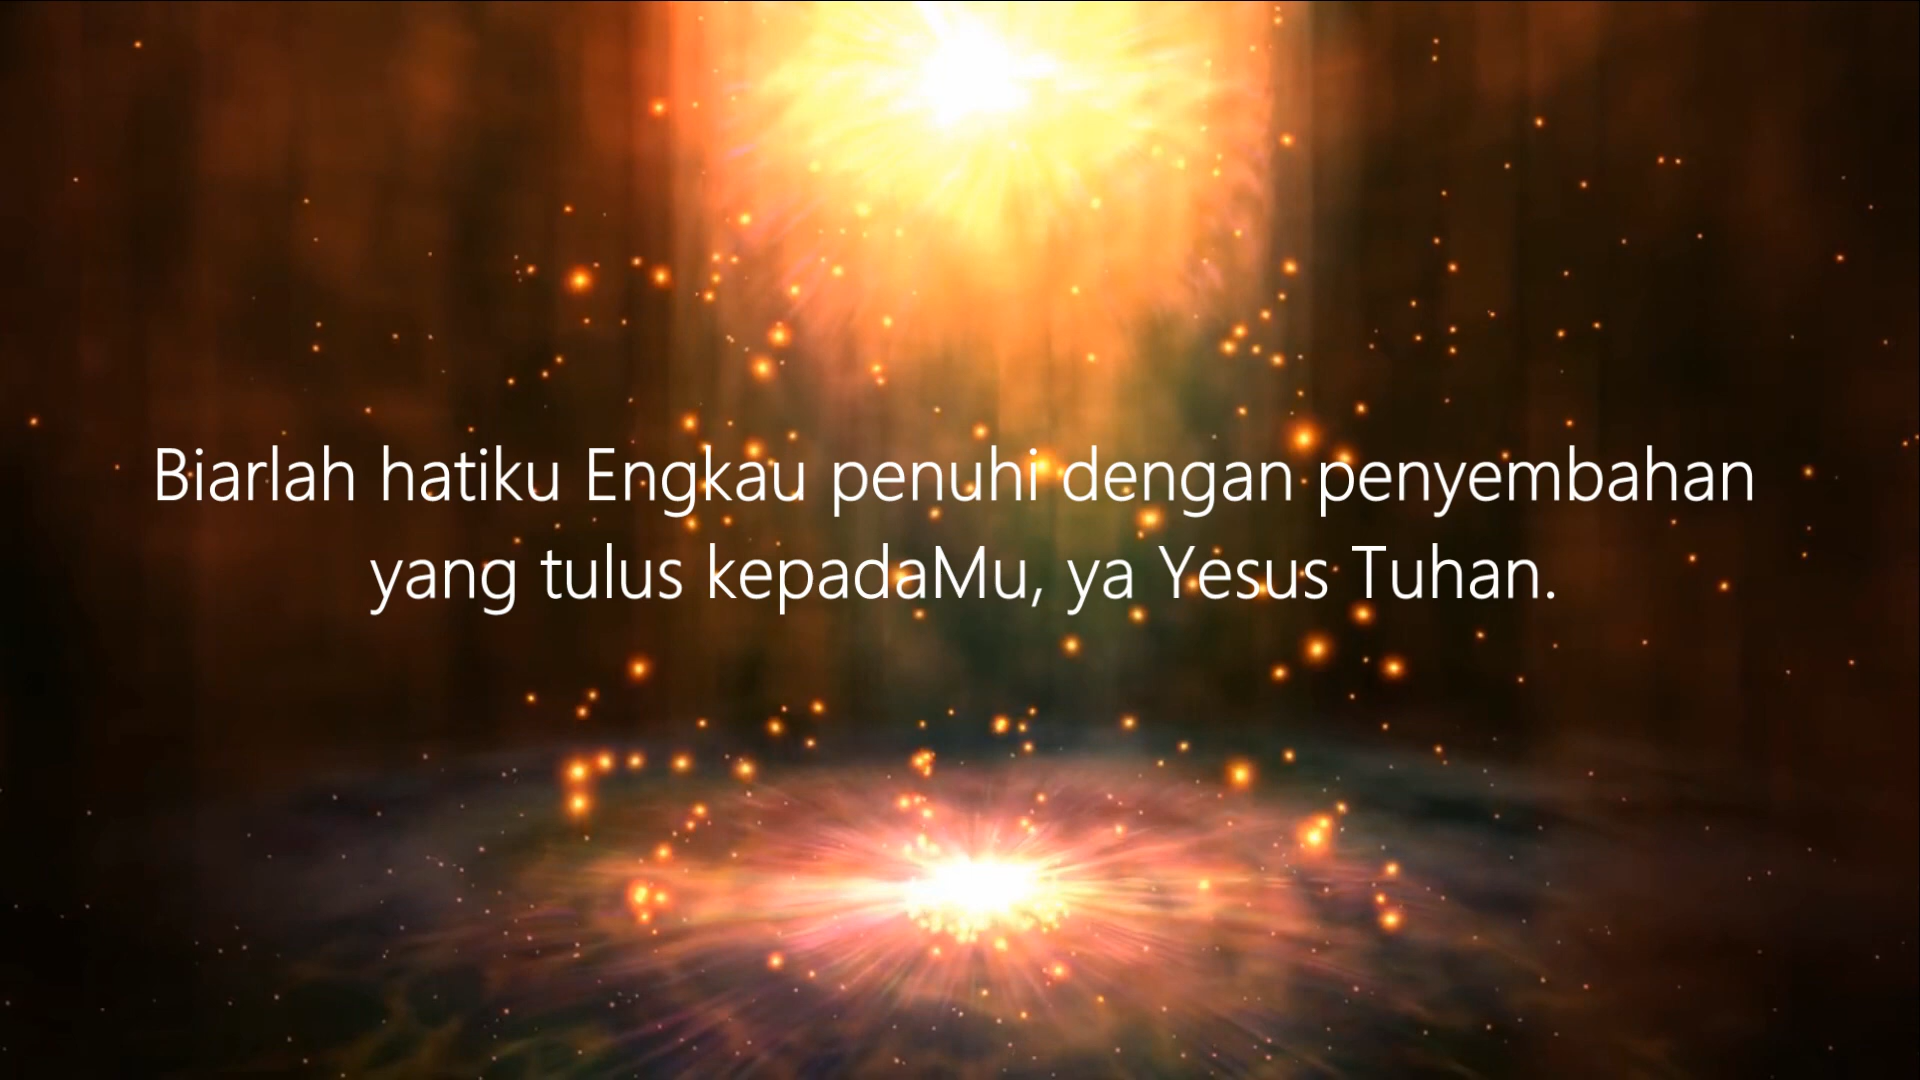 Biarlah hatiku Engkau penuhi dengan penyembahan
yang tulus kepadaMu, ya Yesus Tuhan.